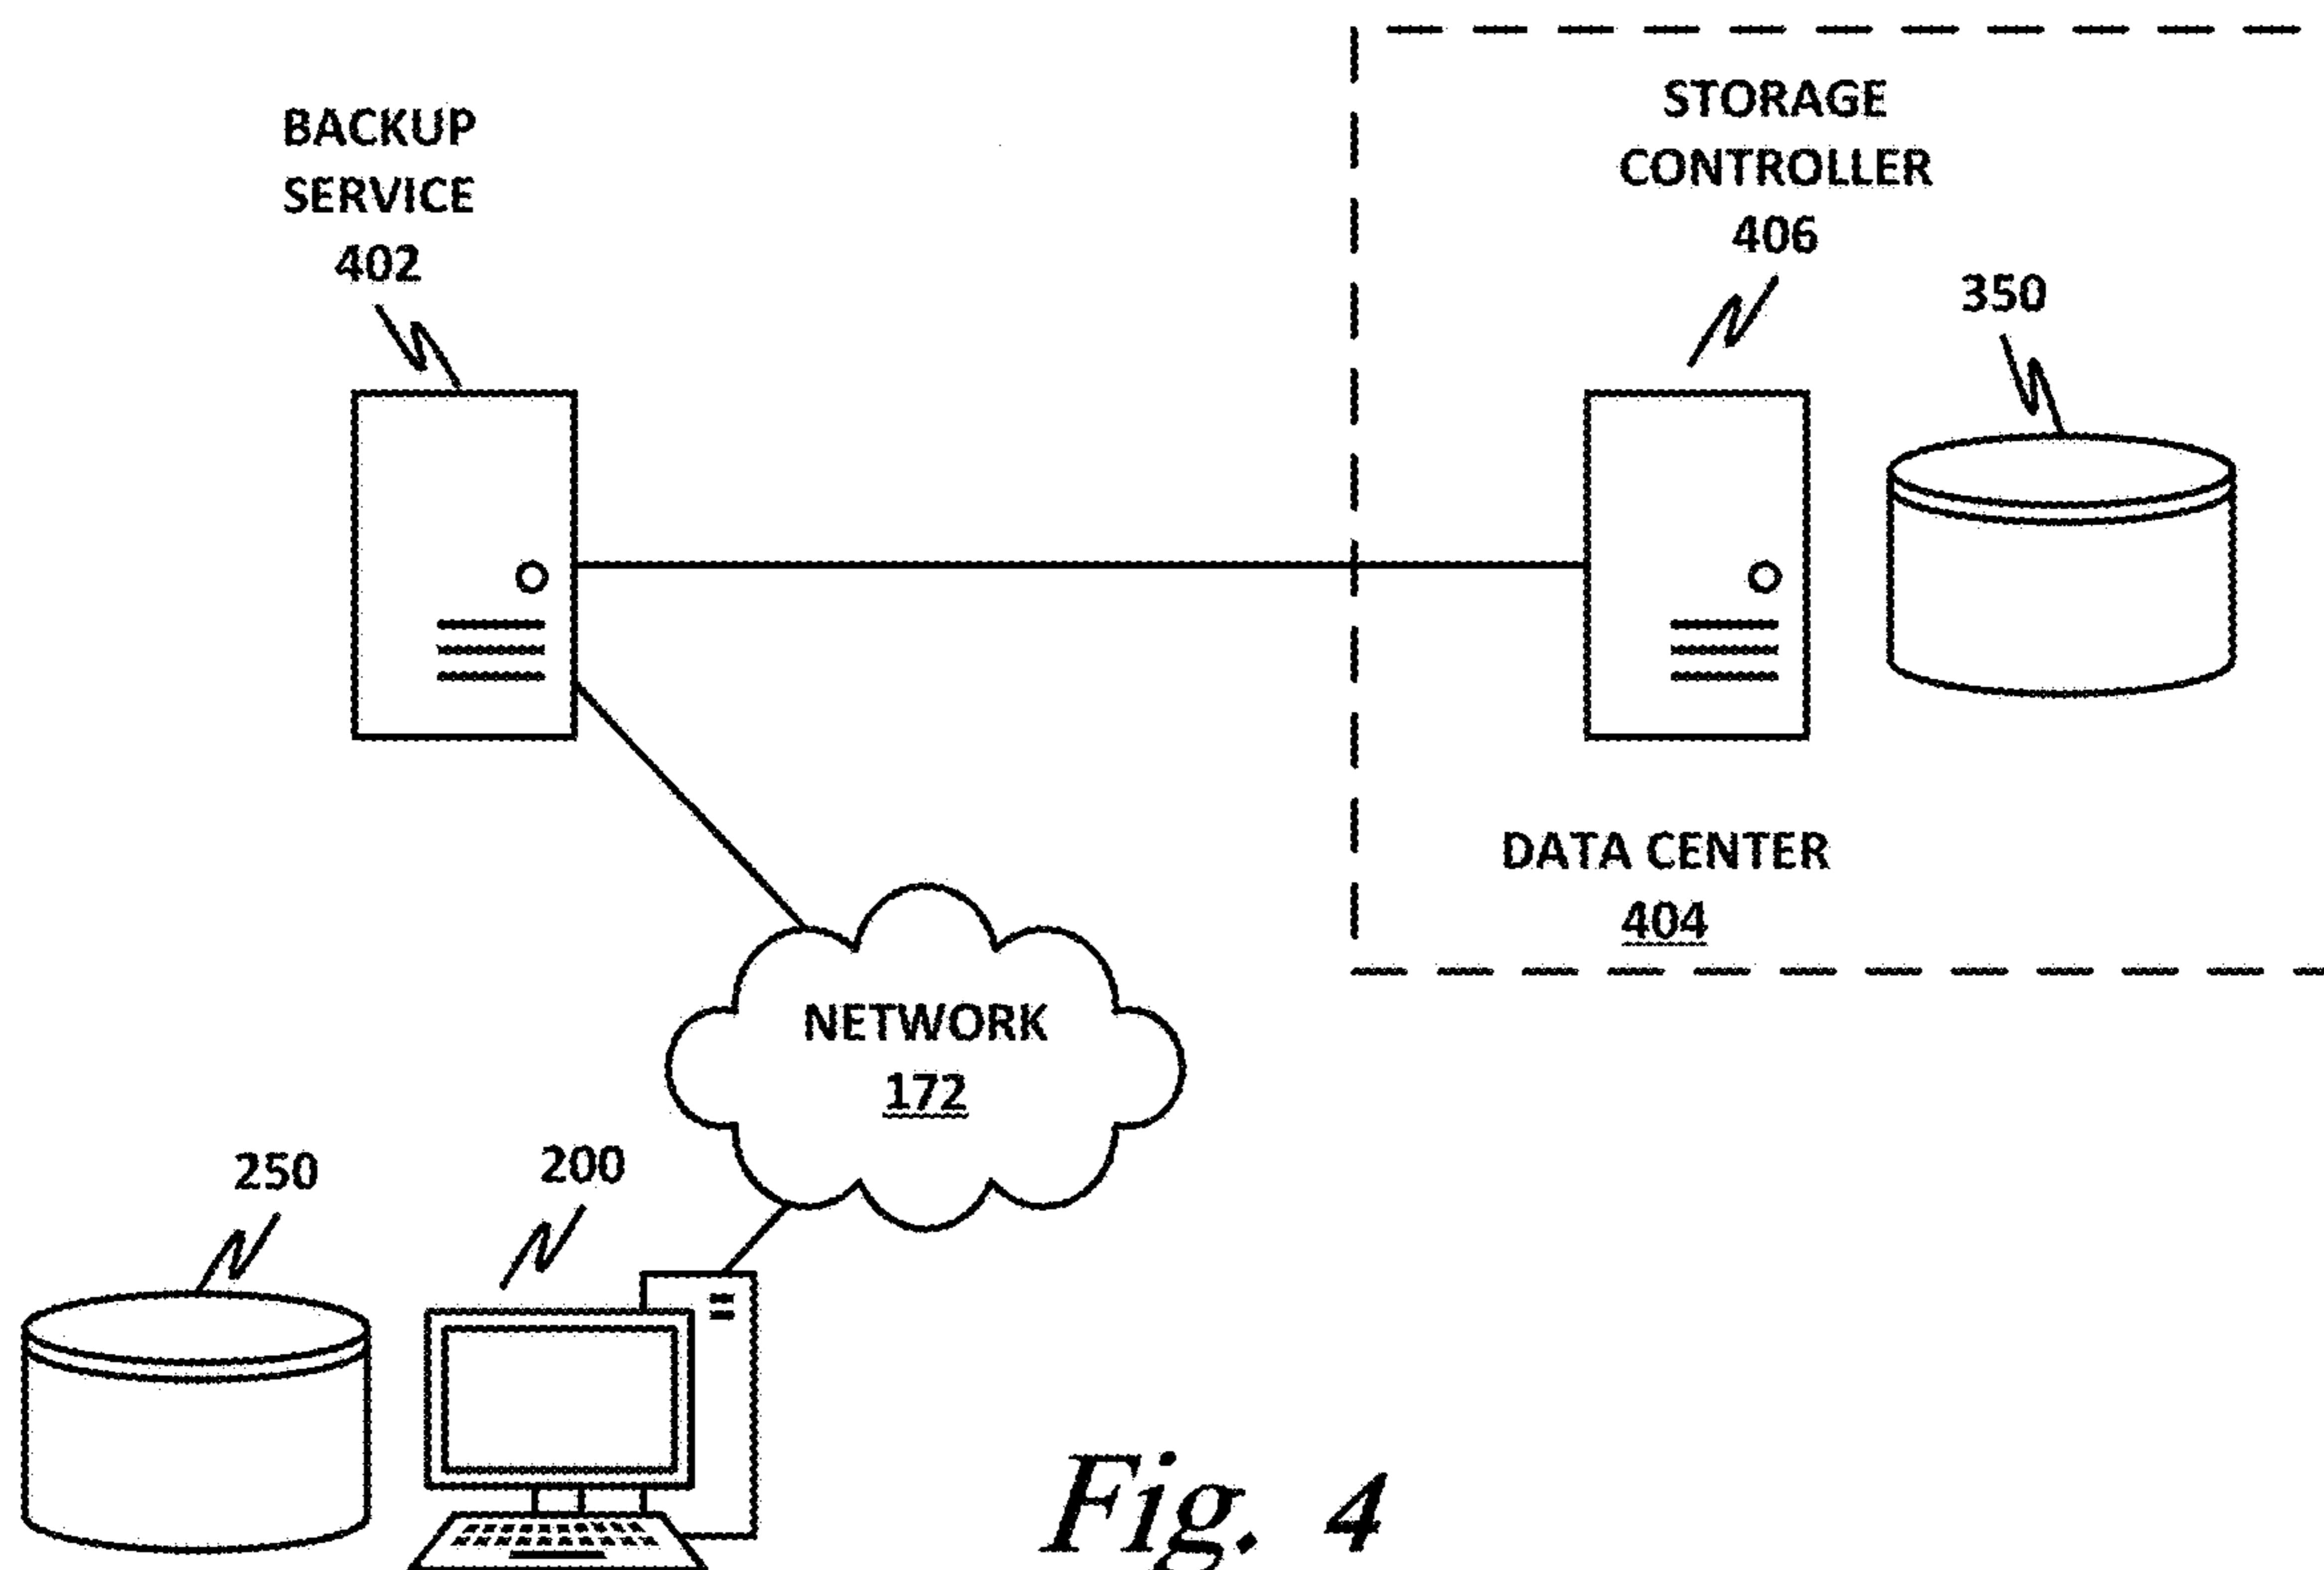 BACKUP
SERVICE
402
STORAGE
CONTROLLER
406
350
DATA CENTER
404
NETWORK
172
250
200
Fig. 4